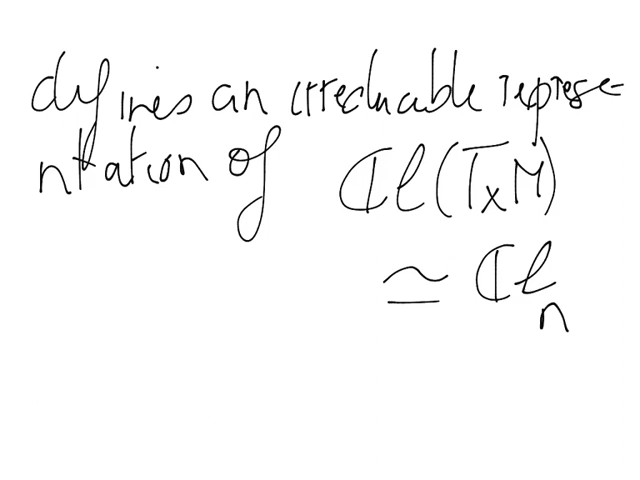 defines an irreducable represe-
ntation of ℂℓ(TₓM)
≃ ℂℓₙ